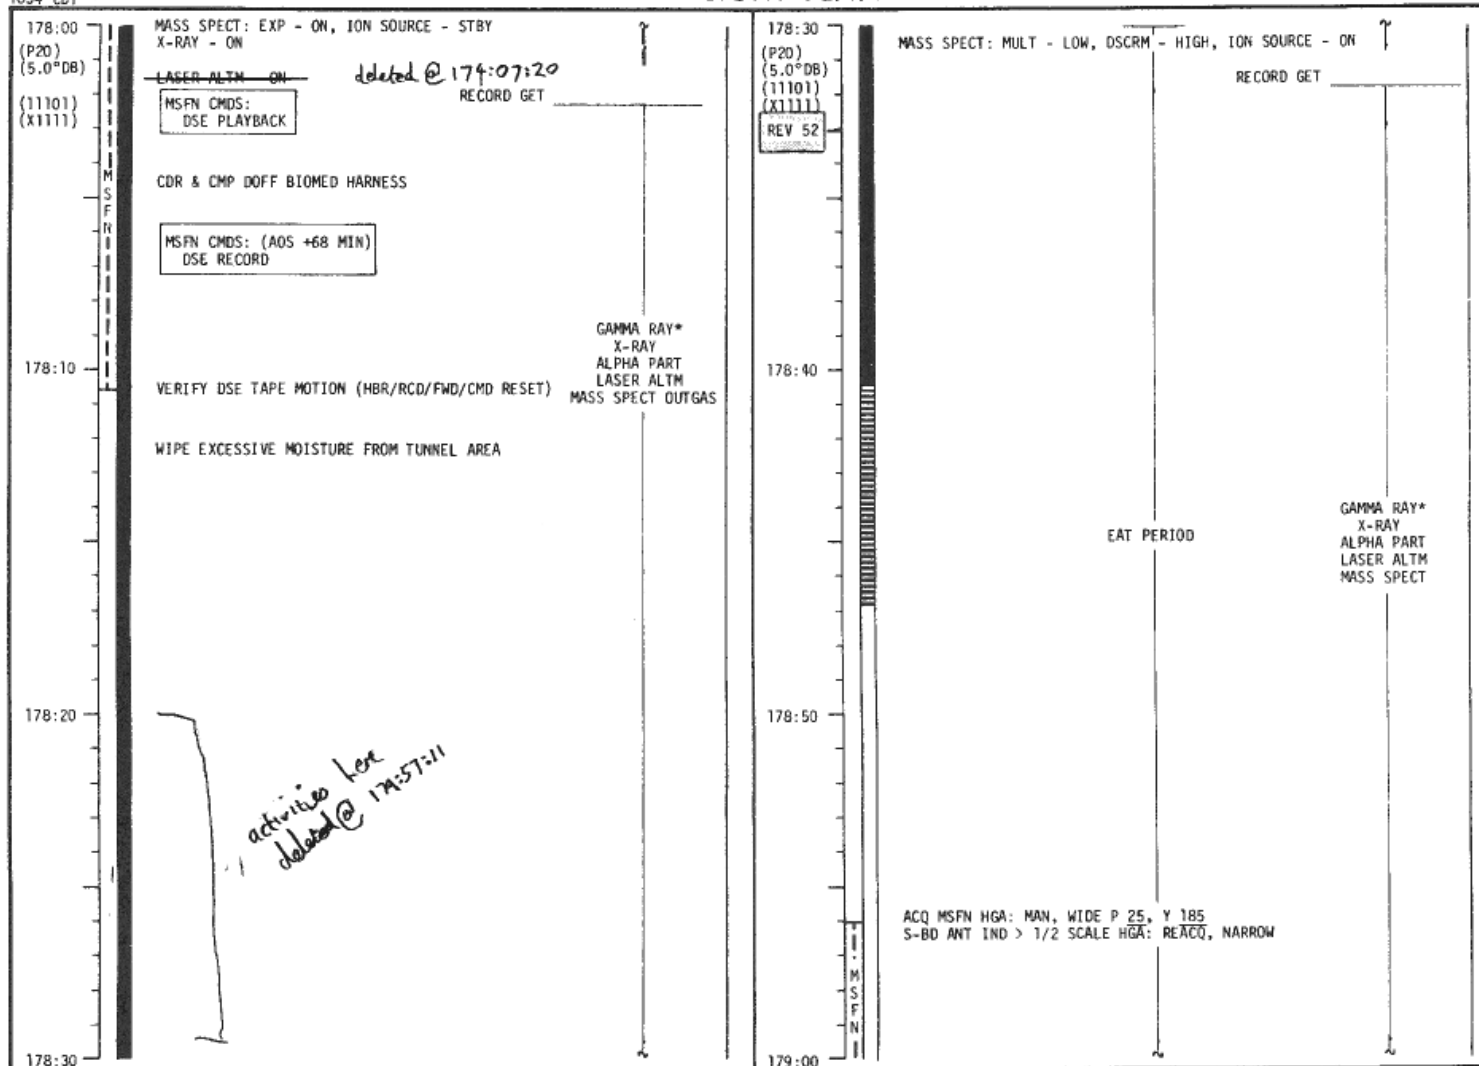 178:00
(P20)
(5.0°DB)
(11101)
(X1111)
MASS SPECT: EXP - ON, ION SOURCE - STBY
X-RAY - ON
LASER ALTM ON
deleted @ 174:07:20
RECORD GET
MSFN CMDS:
DSE PLAYBACK
MSFN
CDR & CMP DOFF BIOMED HARNESS
MSFN CMDS: (AOS +68 MIN)
DSE RECORD
GAMMA RAY*
X-RAY
ALPHA PART
LASER ALTM
MASS SPECT OUTGAS
178:10
VERIFY DSE TAPE MOTION (HBR/RCD/FWD/CMD RESET)
WIPE EXCESSIVE MOISTURE FROM TUNNEL AREA
178:20
activities here
deleted @ 174:57:11
178:30
178:30
(P20)
(5.0°DB)
(11101)
(X1111)
REV 52
MASS SPECT: MULT - LOW, DSCRM - HIGH, ION SOURCE - ON
RECORD GET
178:40
EAT PERIOD
GAMMA RAY*
X-RAY
ALPHA PART
LASER ALTM
MASS SPECT
178:50
ACQ MSFN HGA: MAN, WIDE P 25, Y 185
S-BD ANT IND > 1/2 SCALE HGA: REACQ, NARROW
MSFN
179:00